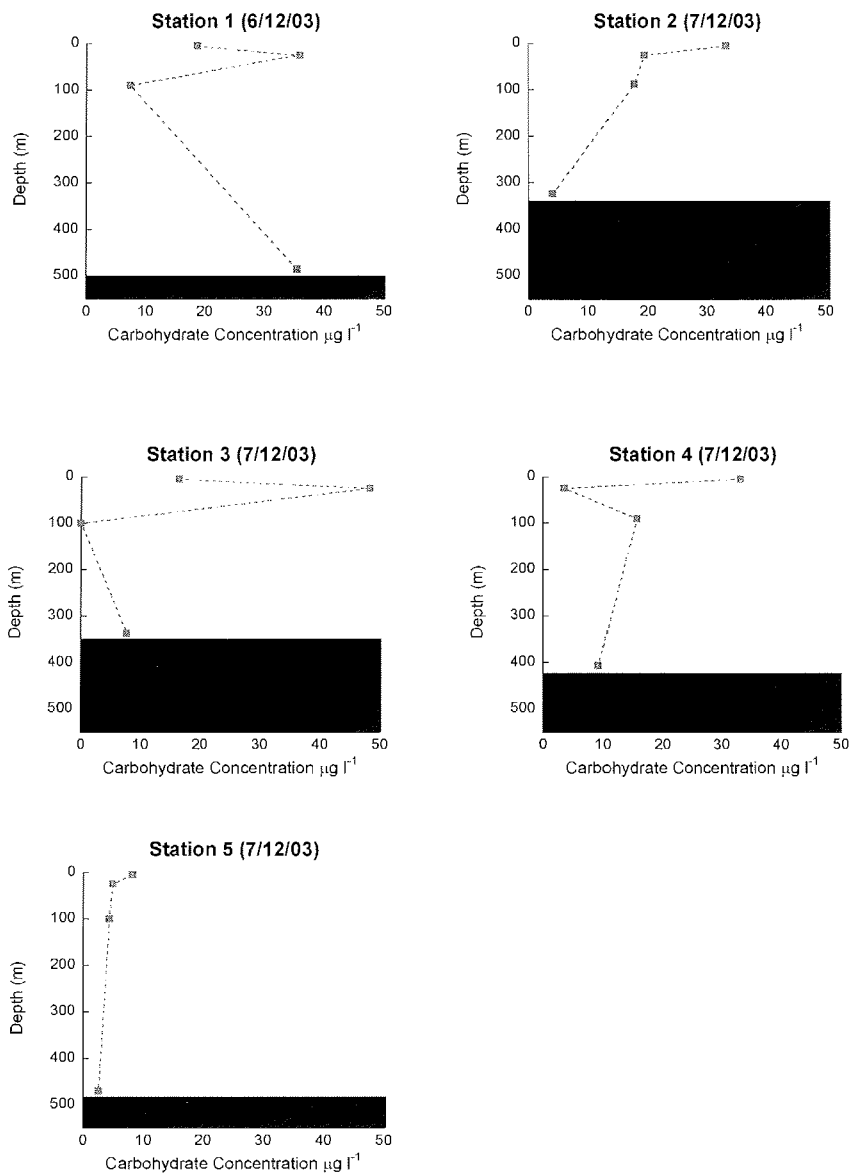 Station 1 (6/12/03)
0
100
200
300
400
500
Depth (m)
0 10 20 30 40 50
Carbohydrate Concentration µg l⁻¹
Station 2 (7/12/03)
0
100
200
300
400
500
Depth (m)
0 10 20 30 40 50
Carbohydrate Concentration µg l⁻¹
Station 3 (7/12/03)
0
100
200
300
400
500
Depth (m)
0 10 20 30 40 50
Carbohydrate Concentration µg l⁻¹
Station 4 (7/12/03)
0
100
200
300
400
500
Depth (m)
0 10 20 30 40 50
Carbohydrate Concentration µg l⁻¹
Station 5 (7/12/03)
0
100
200
300
400
500
Depth (m)
0 10 20 30 40 50
Carbohydrate Concentration µg l⁻¹